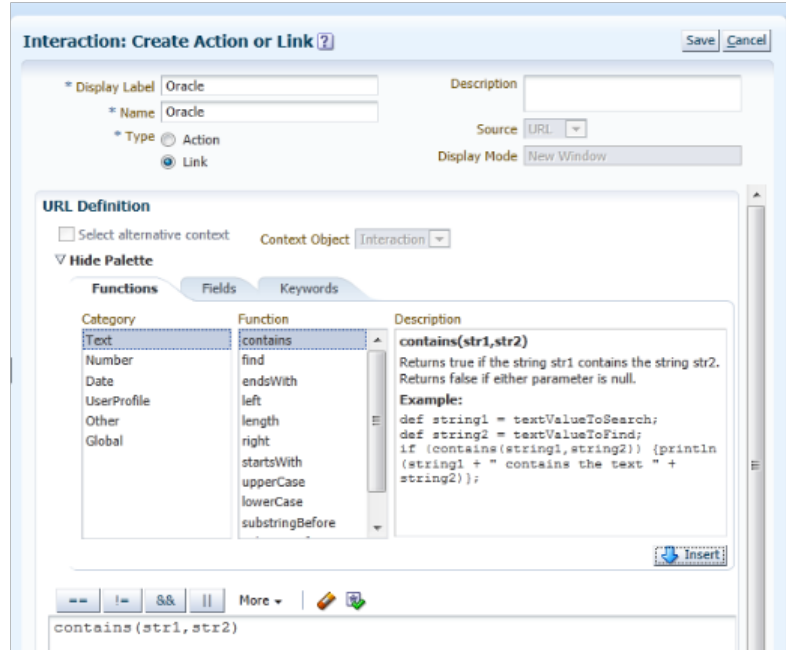 Interaction: Create Action or Link ?
Save Cancel
* Display Label Oracle
* Name Oracle
* Type Action
Link
Description
Source URL
Display Mode New Window
URL Definition
Select alternative context Context Object Interaction
Hide Palette
Functions Fields Keywords
Category
Text
Number
Date
UserProfile
Other
Global
Function
contains
find
endsWith
left
length
right
startsWith
upperCase
lowerCase
substringBefore
Description
contains(str1,str2)
Returns true if the string str1 contains the string str2.
Returns false if either parameter is null.
Example:
def string1 = textValueToSearch;
def string2 = textValueToFind;
if (contains(string1,string2)) {println
(string1 + " contains the text " +
string2)};
Insert
== != && || More
contains(str1,str2)